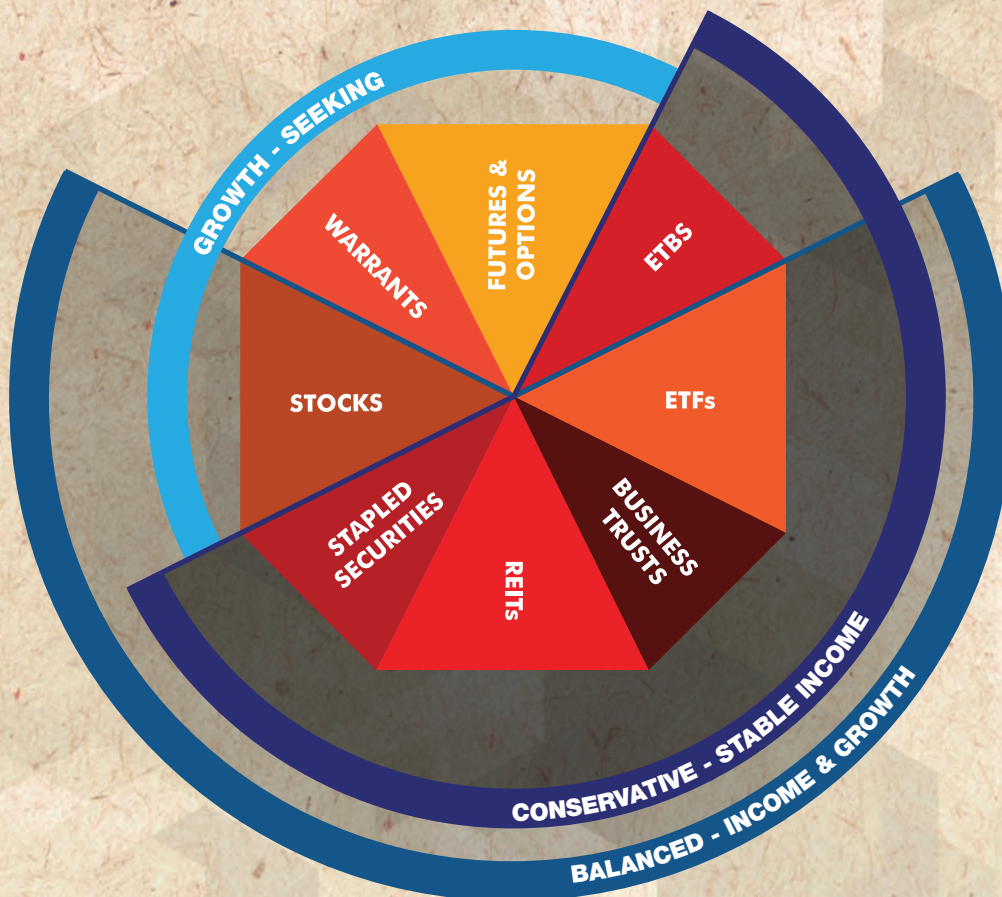 GROWTH - SEEKING
FUTURES &
OPTIONS
WARRANTS
ETBS
STOCKS
ETFs
STAPLED
SECURITIES
REITs
BUSINESS
TRUSTS
CONSERVATIVE - STABLE INCOME
BALANCED - INCOME & GROWTH